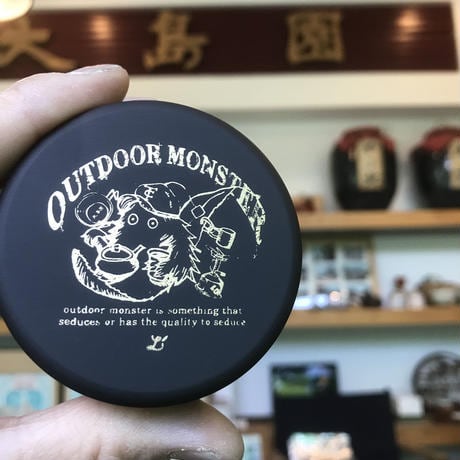 大島園
OUTDOOR MONSTER
outdoor monster is something that
seduces or has the quality to seduce